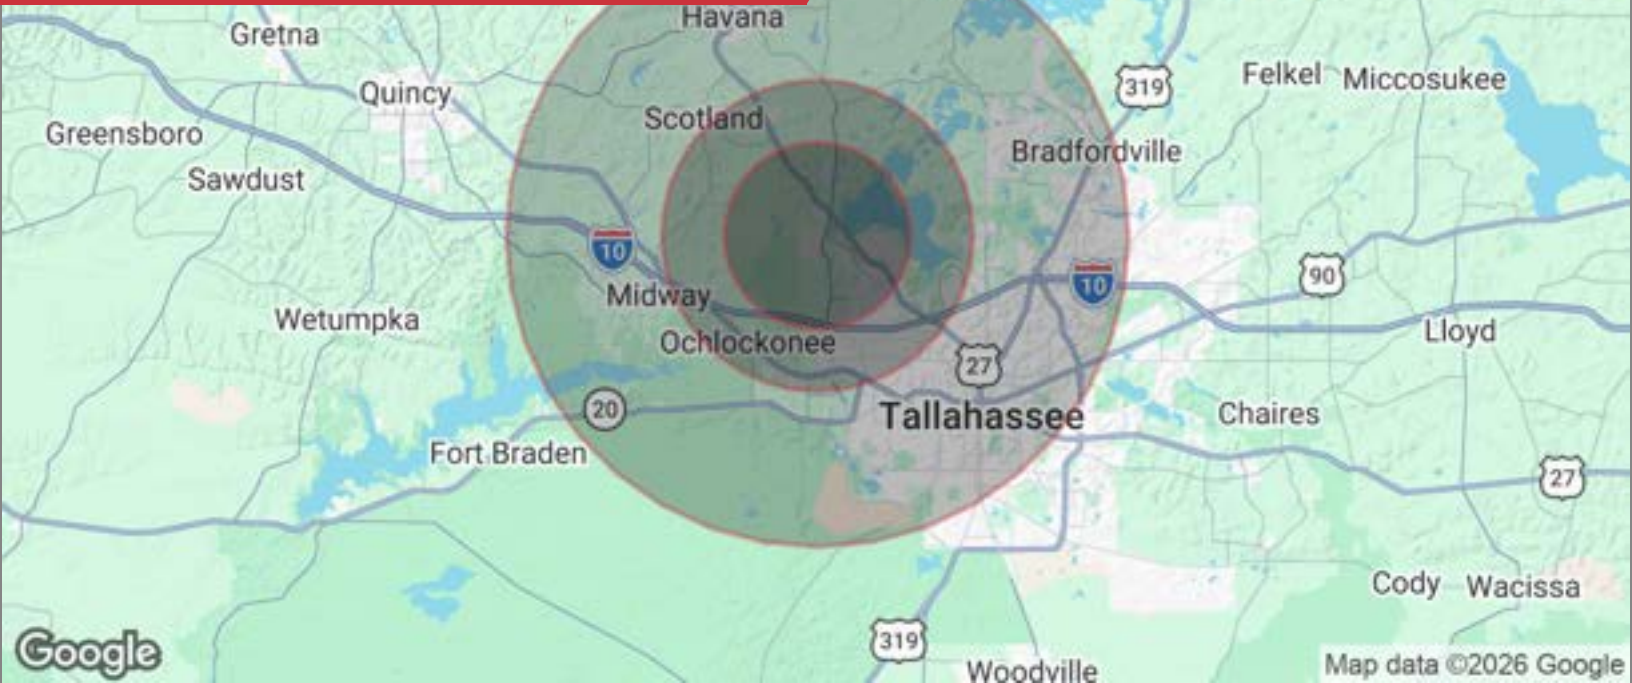 Havana
Gretna
319
Felkel
Miccosukee
Quincy
Scotland
Greensboro
Bradfordville
Sawdust
10
90
10
Midway
Wetumpka
Lloyd
Ochlockonee
27
20
Tallahassee
Chaires
Fort Braden
27
Cody
Wacissa
319
Google
Woodville
Map data ©2026 Google